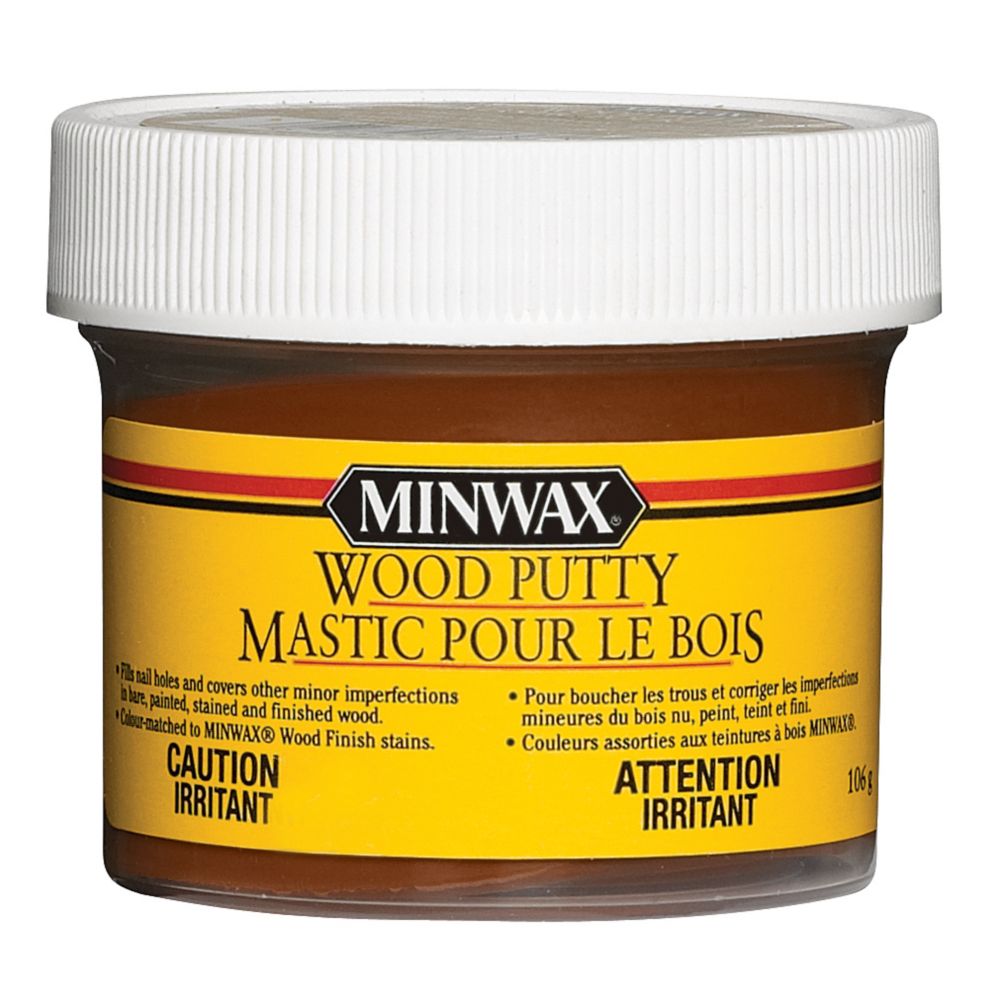 MINWAX®
WOOD PUTTY
MASTIC POUR LE BOIS
• Fills nail holes and covers other minor imperfections
in bare, painted, stained and finished wood.
• Colour-matched to MINWAX® Wood Finish stains.
CAUTION
IRRITANT
• Pour boucher les trous et corriger les imperfections
mineures du bois nu, peint, teint et fini.
• Couleurs assorties aux teintures à bois MINWAX®.
ATTENTION
IRRITANT
106 g